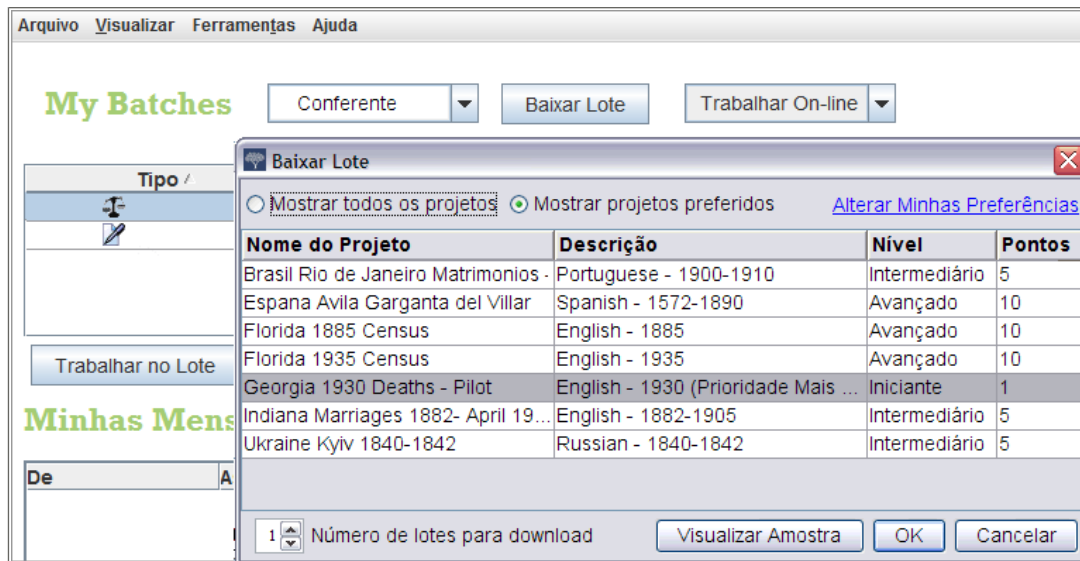 Arquivo Visualizar Ferramentas Ajuda
My Batches Conferente Baixar Lote Trabalhar On-line
Tipo
Baixar Lote
Mostrar todos os projetos Mostrar projetos preferidos Alterar Minhas Preferências
Nome do Projeto Descrição Nível Pontos
Brasil Rio de Janeiro Matrimonios - Portuguese - 1900-1910 Intermediário 5
Espana Avila Garganta del Villar Spanish - 1572-1890 Avançado 10
Florida 1885 Census English - 1885 Avançado 10
Florida 1935 Census English - 1935 Avançado 10
Georgia 1930 Deaths - Pilot English - 1930 (Prioridade Mais ... Iniciante 1
Indiana Marriages 1882- April 19... English - 1882-1905 Intermediário 5
Ukraine Kyiv 1840-1842 Russian - 1840-1842 Intermediário 5
Trabalhar no Lote
Minhas Mens
De A
1 Número de lotes para download Visualizar Amostra OK Cancelar